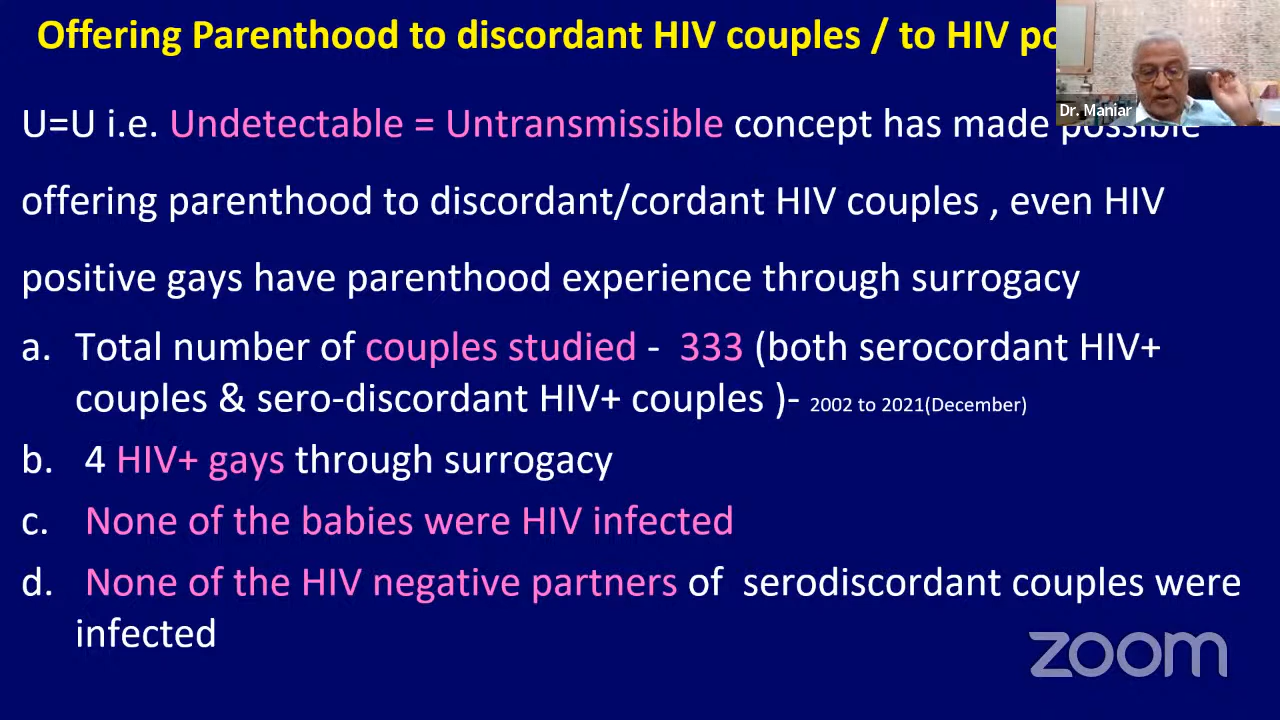 Offering Parenthood to discordant HIV couples / to HIV
Dr. Maniar
U=U i.e. Undetectable = Untransmissible concept has made possible
offering parenthood to discordant/cordant HIV couples , even HIV
positive gays have parenthood experience through surrogacy
a. Total number of couples studied - 333 (both serocordant HIV+
couples & sero-discordant HIV+ couples )- 2002 to 2021(December)
b. 4 HIV+ gays through surrogacy
c. None of the babies were HIV infected
d. None of the HIV negative partners of serodiscordant couples were
infected
zoom